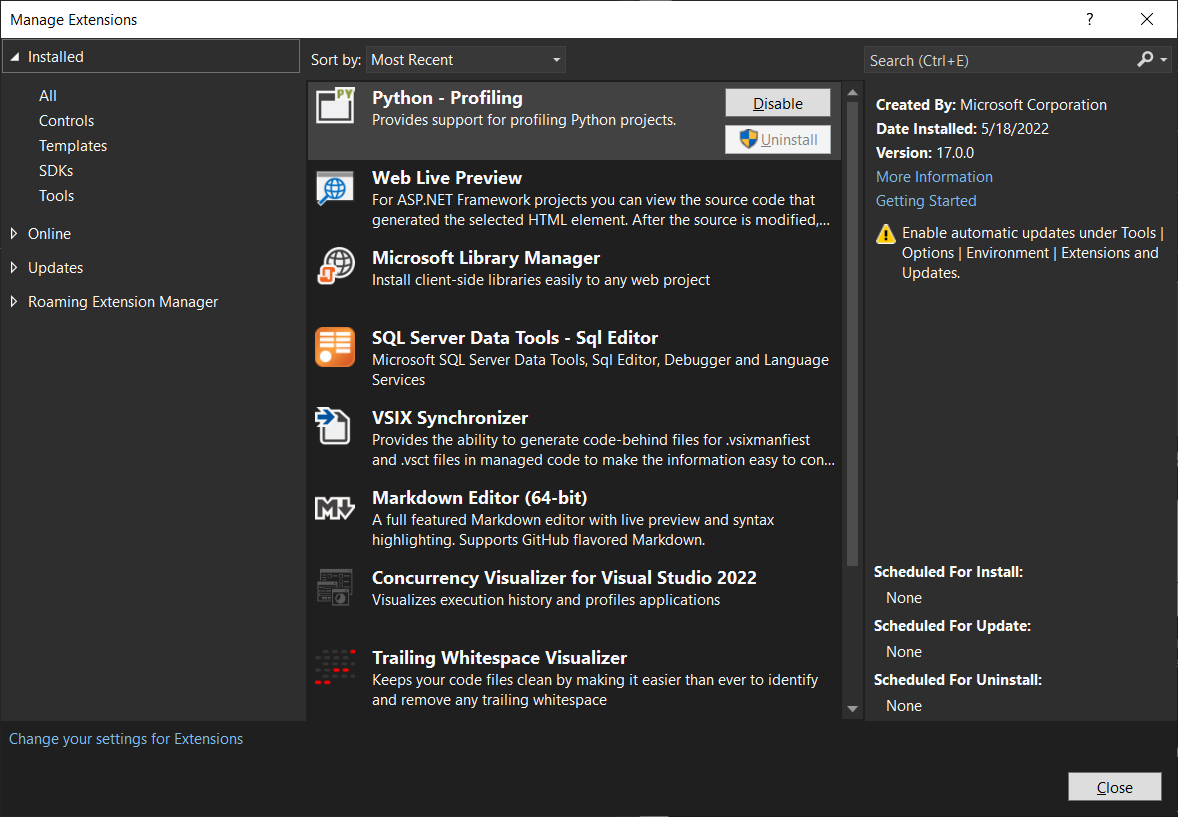 Manage Extensions
?
Installed
All
Controls
Templates
SDKs
Tools
Online
Updates
Roaming Extension Manager
Sort by: Most Recent
PY
Python - Profiling
Provides support for profiling Python projects.
Disable
Uninstall
Web Live Preview
For ASP.NET Framework projects you can view the source code that
generated the selected HTML element. After the source is modified,...
Microsoft Library Manager
Install client-side libraries easily to any web project
SQL Server Data Tools - Sql Editor
Microsoft SQL Server Data Tools, Sql Editor, Debugger and Language
Services
VSIX Synchronizer
Provides the ability to generate code-behind files for .vsixmanfiest
and .vsct files in managed code to make the information easy to con...
M
Markdown Editor (64-bit)
A full featured Markdown editor with live preview and syntax
highlighting. Supports GitHub flavored Markdown.
Concurrency Visualizer for Visual Studio 2022
Visualizes execution history and profiles applications
Trailing Whitespace Visualizer
Keeps your code files clean by making it easier than ever to identify
and remove any trailing whitespace
Search (Ctrl+E)
Created By: Microsoft Corporation
Date Installed: 5/18/2022
Version: 17.0.0
More Information
Getting Started
Enable automatic updates under Tools |
Options | Environment | Extensions and
Updates.
Scheduled For Install:
None
Scheduled For Update:
None
Scheduled For Uninstall:
None
Change your settings for Extensions
Close